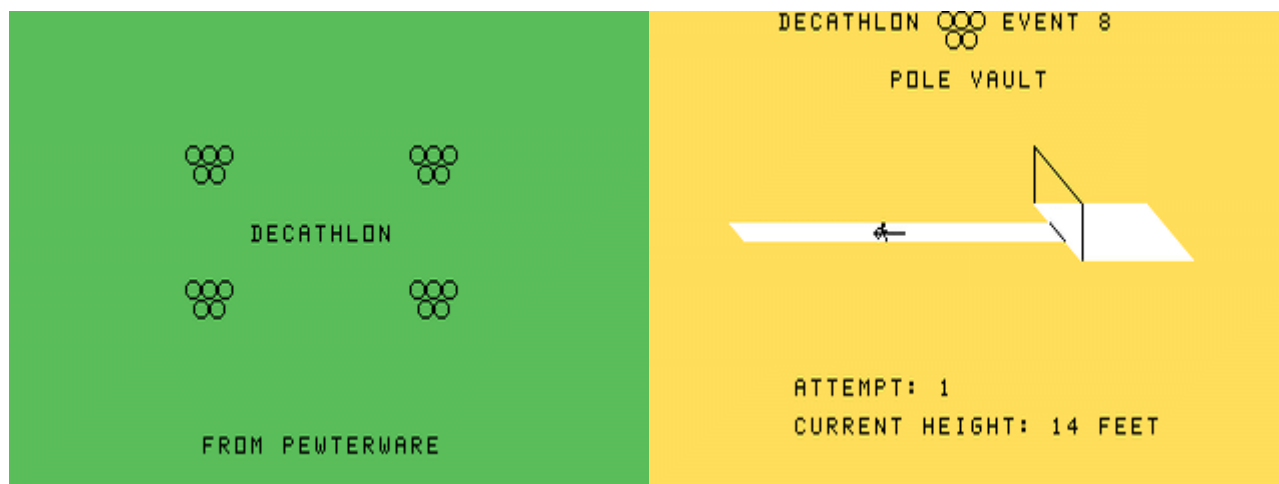 DECATHLON
FROM PEWTERWARE
DECATHLON EVENT 8
POLE VAULT
ATTEMPT: 1
CURRENT HEIGHT: 14 FEET